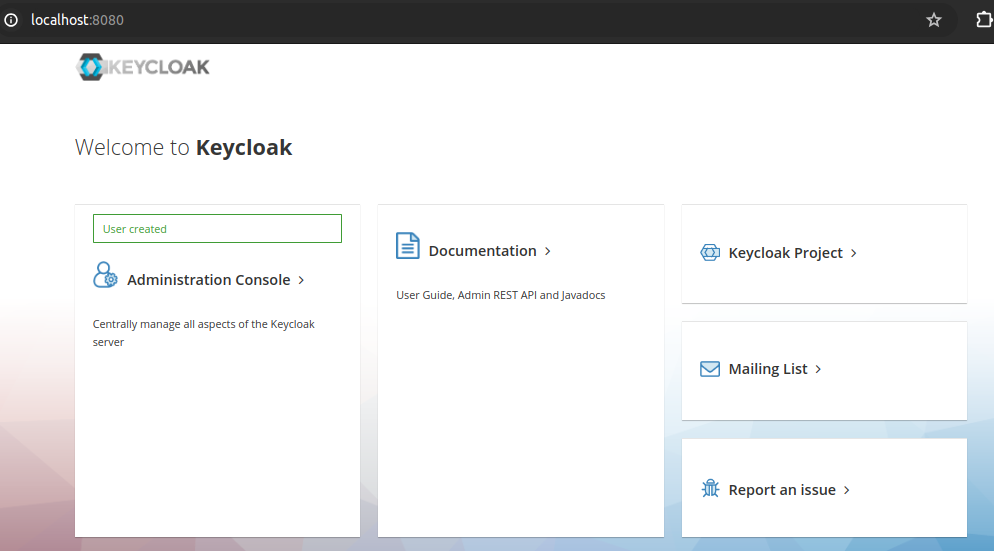 localhost:8080
KEYCLOAK
Welcome to Keycloak
User created
Administration Console
Centrally manage all aspects of the Keycloak
server
Documentation
User Guide, Admin REST API and Javadocs
Keycloak Project
Mailing List
Report an issue